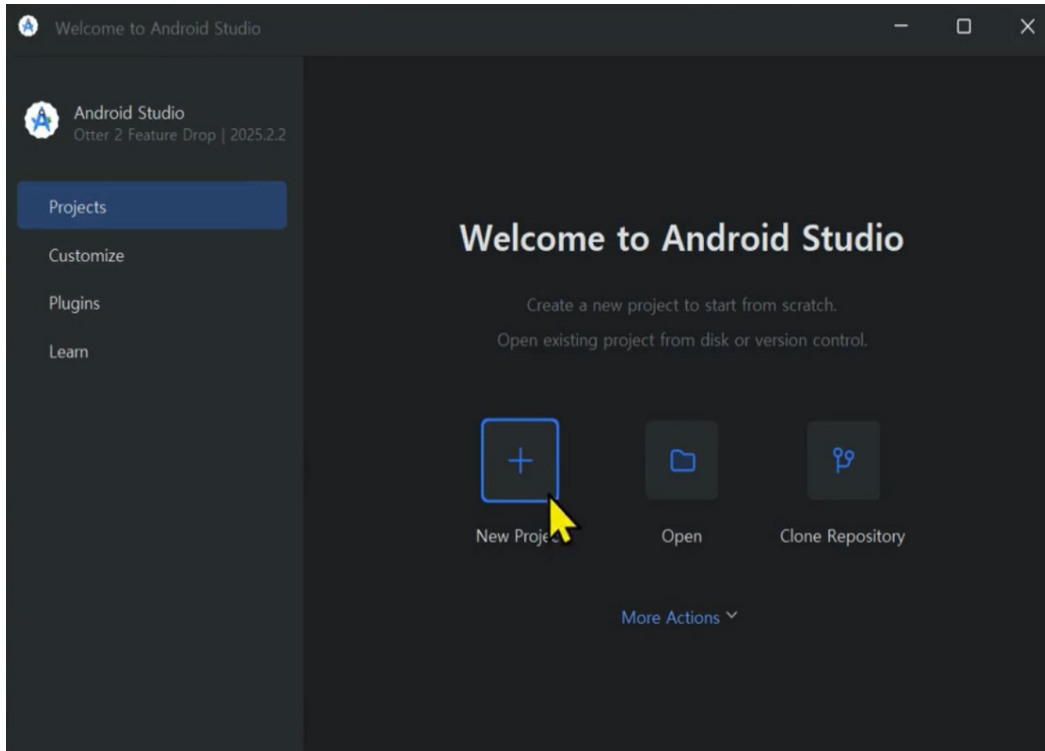 Welcome to Android Studio
Android Studio
Otter 2 Feature Drop | 2025.2.2
Projects
Customize
Plugins
Learn
Welcome to Android Studio
Create a new project to start from scratch.
Open existing project from disk or version control.
New Project
Open
Clone Repository
More Actions